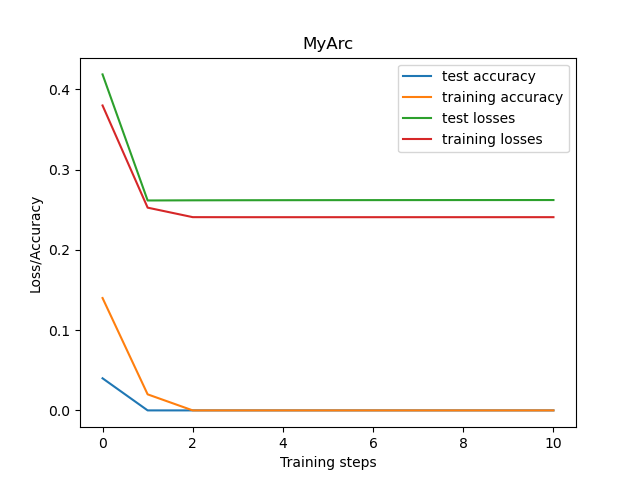 MyArc
test accuracy
training accuracy
test losses
training losses
Loss/Accuracy
0.4
0.3
0.2
0.1
0.0
0 2 4 6 8 10
Training steps